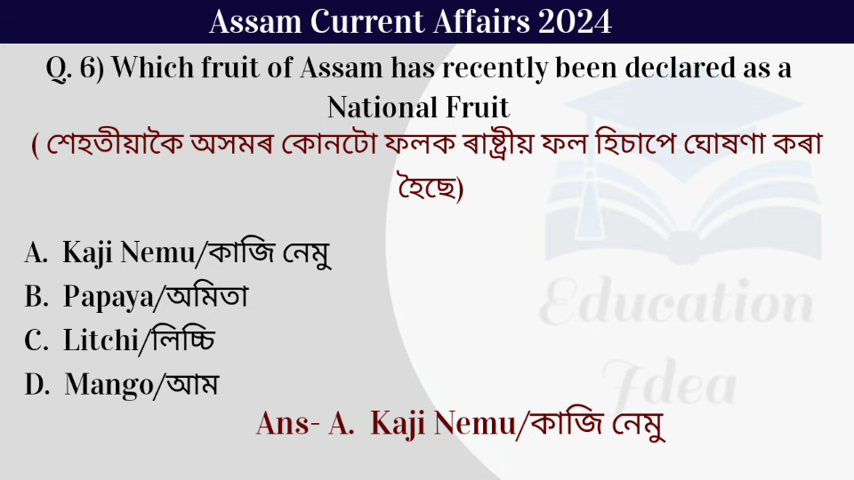 Assam Current Affairs 2024
Q. 6) Which fruit of Assam has recently been declared as a
National Fruit
( শেহতীয়াকৈ অসমৰ কোনটো ফলক ৰাষ্ট্ৰীয় ফল হিচাপে ঘোষণা কৰা
হৈছে)
A. Kaji Nemu/কাজি নেমু
B. Papaya/অমিতা
C. Litchi/লিচ্চি
D. Mango/আম
Ans- A. Kaji Nemu/কাজি নেমু
Education
Idea